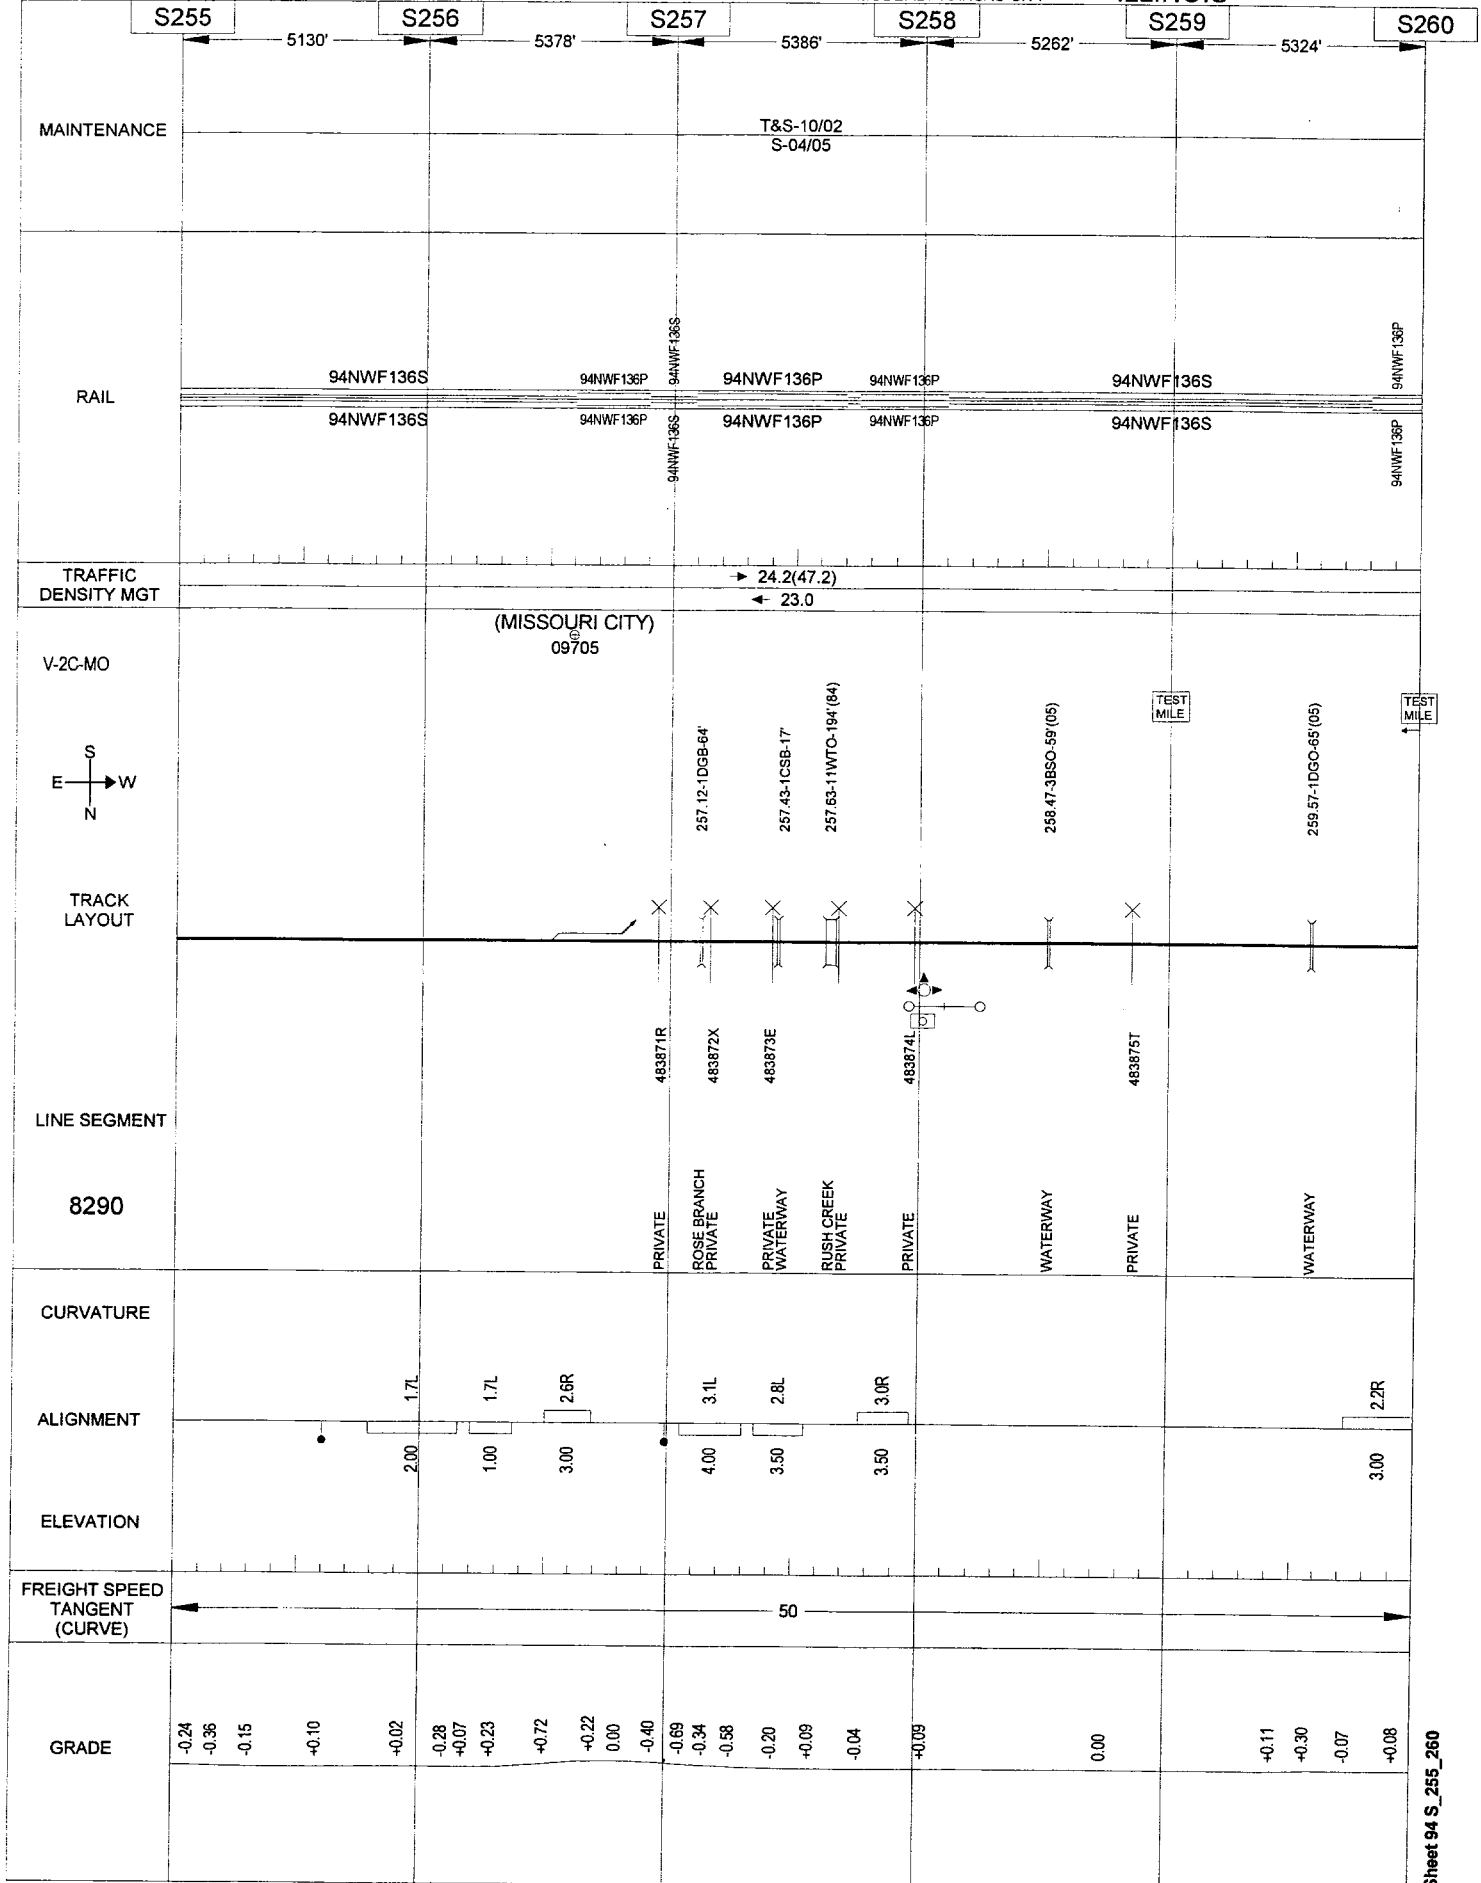 ILLINOIS
S255 S256 S257 S258 S259 S260
5130' 5378' 5386' 5262' 5324'
MAINTENANCE
T&S-10/02
S-04/05
RAIL
94NWF136S 94NWF136P 94NWF136S 94NWF136P 94NWF136P 94NWF136S 94NWF136P
94NWF136S 94NWF136P 94NWF136S 94NWF136P 94NWF136P 94NWF136S 94NWF136P
TRAFFIC
DENSITY MGT
24.2(47.2)
23.0
(MISSOURI CITY)
09705
V-2C-MO
TEST
MILE
TEST
MILE
S
E W
N
257.12-1DGB-64'
257.43-1CSB-17'
257.63-11WTO-194'(84)
258.47-3BSO-59'(05)
259.57-1DGO-65'(05)
TRACK
LAYOUT
483871R
483872X
483873E
483874L
483875T
LINE SEGMENT
8290
PRIVATE
ROSE BRANCH
PRIVATE
PRIVATE
WATERWAY
RUSH CREEK
PRIVATE
PRIVATE
WATERWAY
PRIVATE
WATERWAY
CURVATURE
1.7L 1.7L 2.6R 3.1L 2.8L 3.0R 2.2R
ALIGNMENT
2.00 1.00 3.00 4.00 3.50 3.50 3.00
ELEVATION
FREIGHT SPEED
TANGENT
(CURVE)
50
GRADE
-0.24 -0.36 -0.15 +0.10 +0.02 -0.28 +0.07 +0.23 +0.72 +0.22 0.00 -0.40 -0.69 -0.34 -0.58 -0.20 +0.09 -0.04 +0.09 0.00 +0.11 +0.30 -0.07 +0.08
Sheet 94 S_255_260